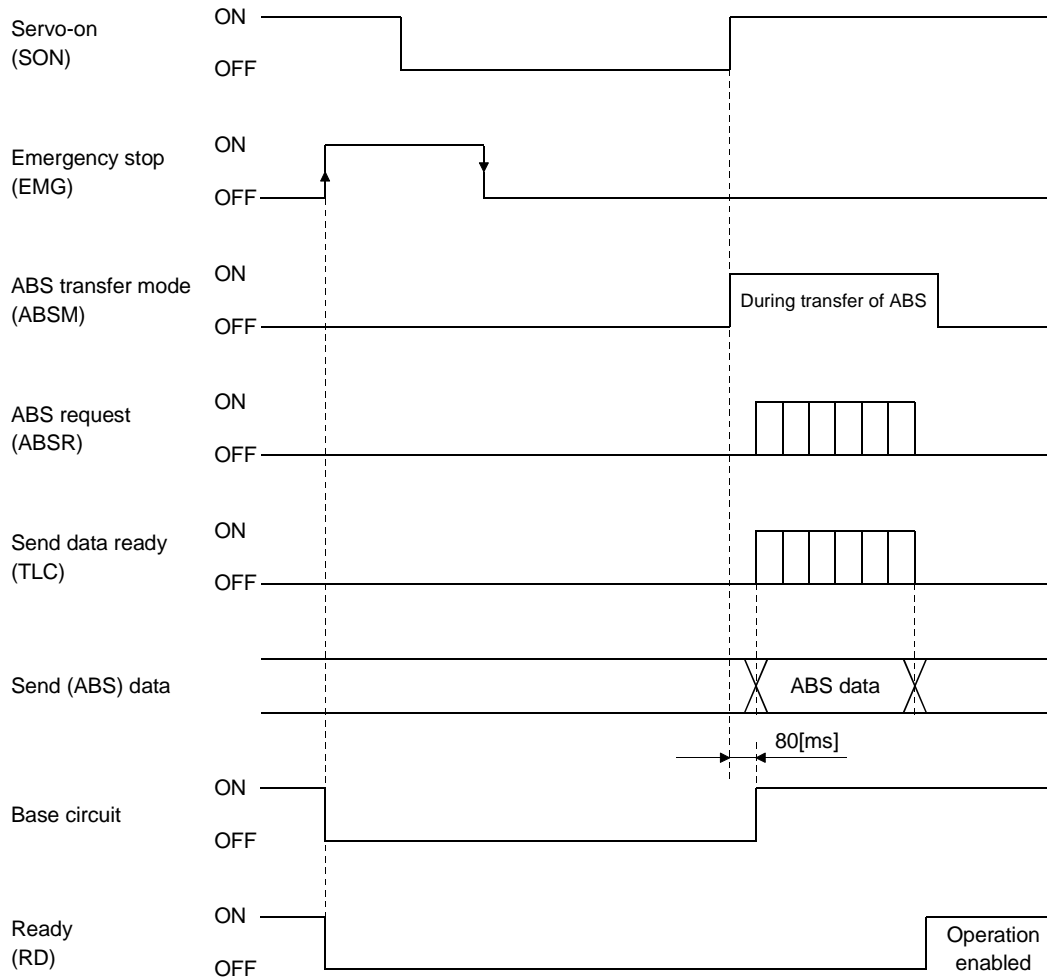 Servo-on
(SON)
ON
OFF
Emergency stop
(EMG)
ON
OFF
ABS transfer mode
(ABSM)
ON
OFF
During transfer of ABS
ABS request
(ABSR)
ON
OFF
Send data ready
(TLC)
ON
OFF
Send (ABS) data
ABS data
80[ms]
Base circuit
ON
OFF
Ready
(RD)
ON
OFF
Operation
enabled